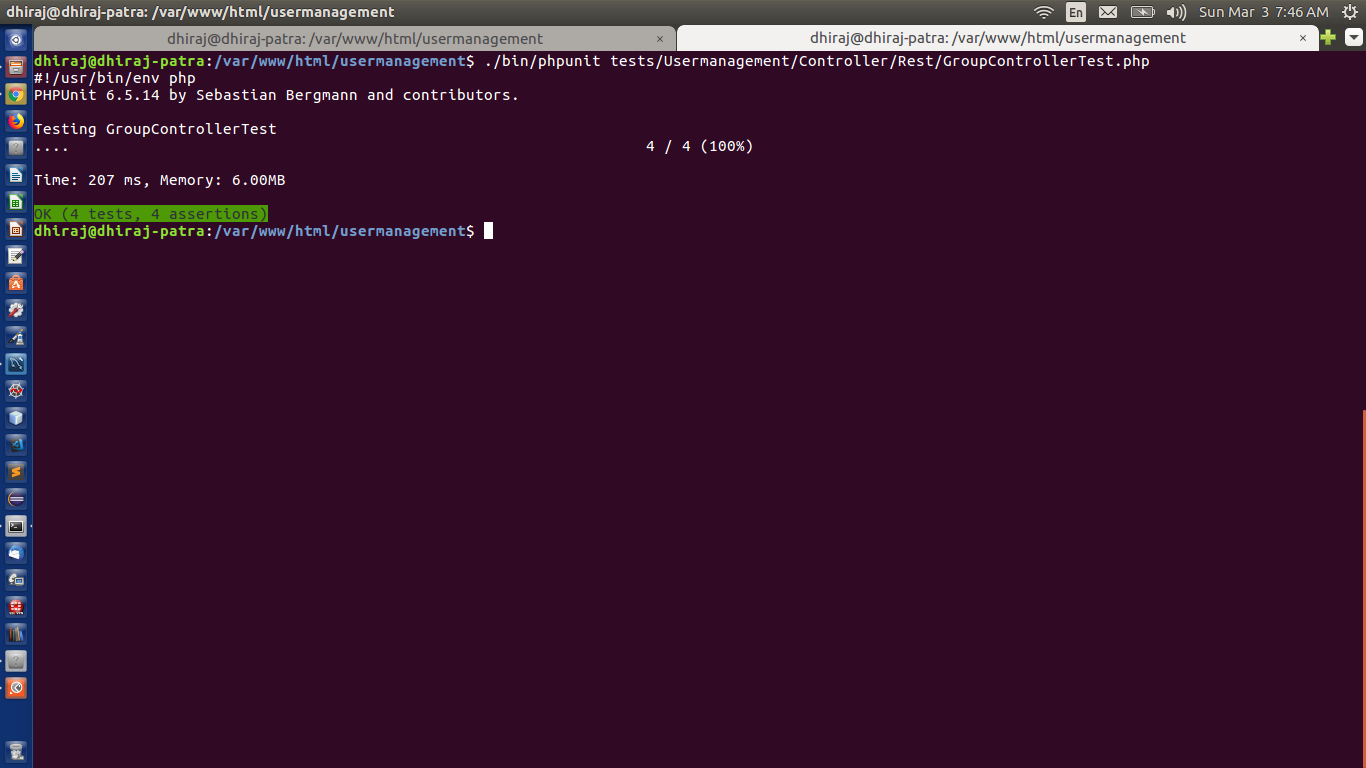 dhiraj@dhiraj-patra: /var/www/html/usermanagement
En
Sun Mar 3 7:46 AM
dhiraj@dhiraj-patra: /var/www/html/usermanagement ×
dhiraj@dhiraj-patra: /var/www/html/usermanagement ×
dhiraj@dhiraj-patra:/var/www/html/usermanagement$ ./bin/phpunit tests/Usermanagement/Controller/Rest/GroupControllerTest.php
#!/usr/bin/env php
PHPUnit 6.5.14 by Sebastian Bergmann and contributors.
Testing GroupControllerTest
.... 4 / 4 (100%)
Time: 207 ms, Memory: 6.00MB
OK (4 tests, 4 assertions)
dhiraj@dhiraj-patra:/var/www/html/usermanagement$